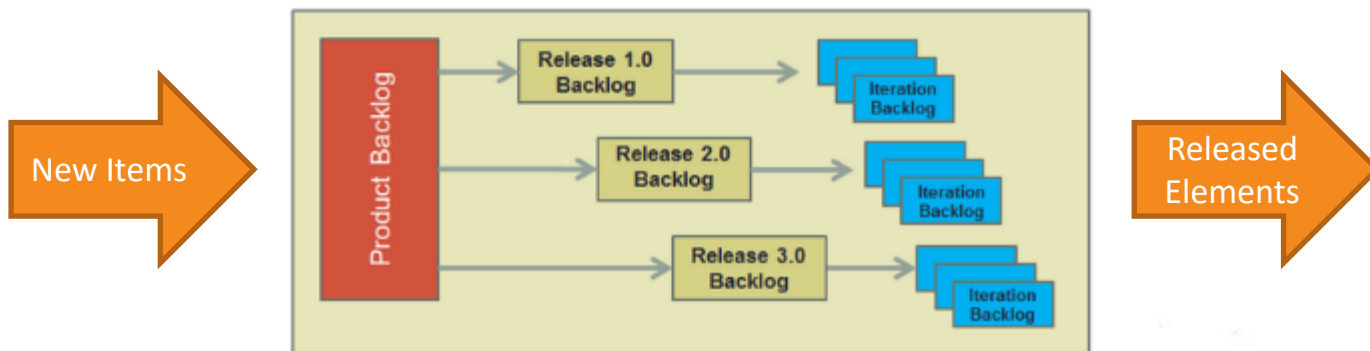 New Items
Product Backlog
Release 1.0
Backlog
Iteration
Backlog
Release 2.0
Backlog
Iteration
Backlog
Release 3.0
Backlog
Iteration
Backlog
Released
Elements